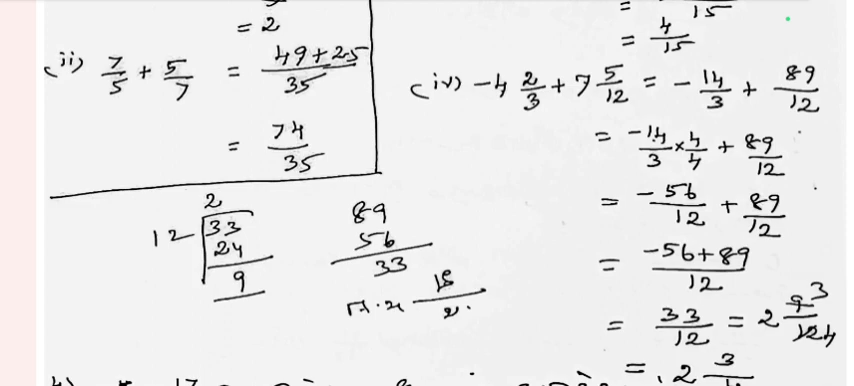 = 2
(ii) 7/5 + 5/7 = 49+25/35
= 74/35
12 33 2
24
9
89
56
33
15
= 4/15
(iv) -4 2/3 + 7 5/12 = - 14/3 + 89/12
= -14/3 × 4/4 + 89/12
= -56/12 + 89/12
= -56+89/12
= 33/12 = 2 9/12 3 4
= 2 3